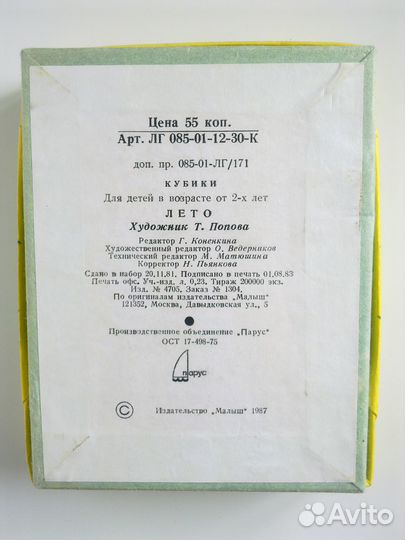 Цена 55 коп.
Арт. ЛГ 085-01-12-30-К
доп. пр. 085-01-ЛГ/171
КУБИКИ
Для детей в возрасте от 2-х лет
ЛЕТО
Художник Т. Попова
Редактор Г. Коненкина
Художественный редактор О. Ведерников
Технический редактор М. Матюшина
Корректор Н. Пьянкова
Сдано в набор 20.11.81. Подписано в печать 01.08.83
Печать офс. Уч.-изд. л. 0,23. Тираж 200000 экз.
Изд. № 4705. Заказ № 1304.
По оригиналам издательства „Малыш"
121352, Москва, Давыдковская ул., 5
Производственное объединение „Парус"
ОСТ 17-498-75
парус
© Издательство „Малыш" 1987
Avito